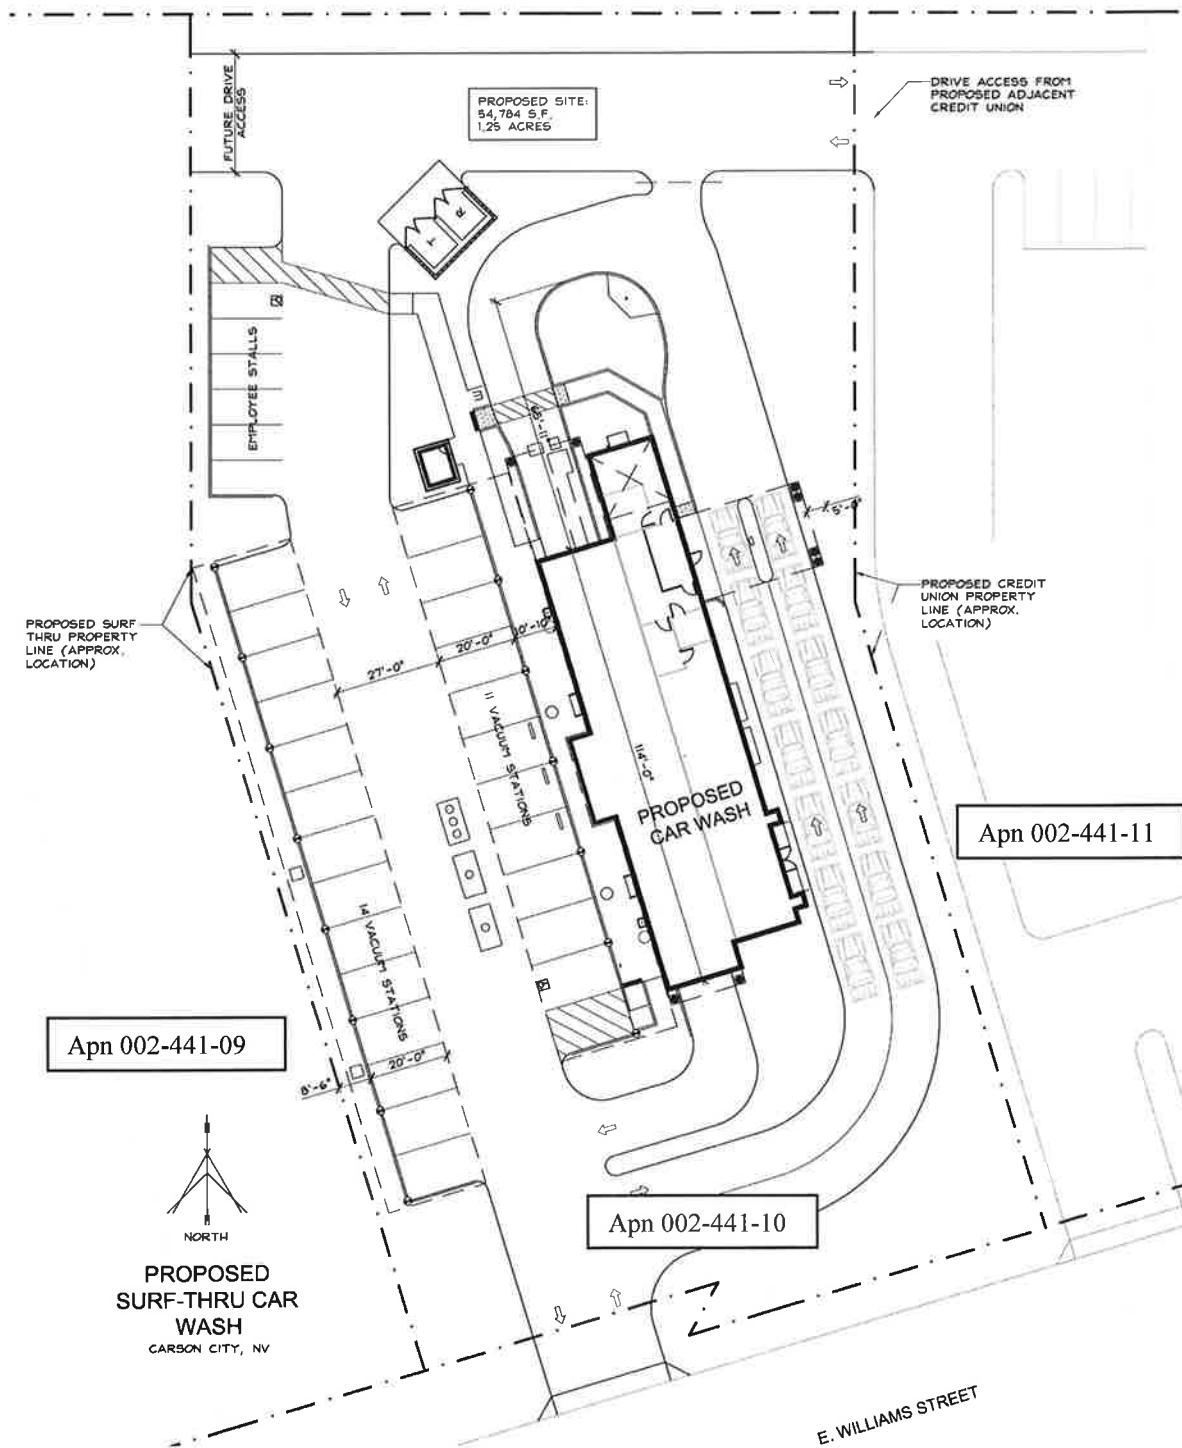 FUTURE DRIVE
ACCESS
PROPOSED SITE:
54,784 S.F.
1.25 ACRES
DRIVE ACCESS FROM
PROPOSED ADJACENT
CREDIT UNION
T
R
EMPLOYEE STALLS
E
65'-11"
5'-0"
PROPOSED SURF
THRU PROPERTY
LINE (APPROX.
LOCATION)
PROPOSED CREDIT
UNION PROPERTY
LINE (APPROX.
LOCATION)
27'-0"
20'-0"
10'-10"
11 VACUUM STATIONS
114'-0"
PROPOSED
CAR WASH
Apn 002-441-11
14 VACUUM STATIONS
Apn 002-441-09
8'-6"
20'-0"
Apn 002-441-10
NORTH
PROPOSED
SURF-THRU CAR
WASH
CARSON CITY, NV
E. WILLIAMS STREET